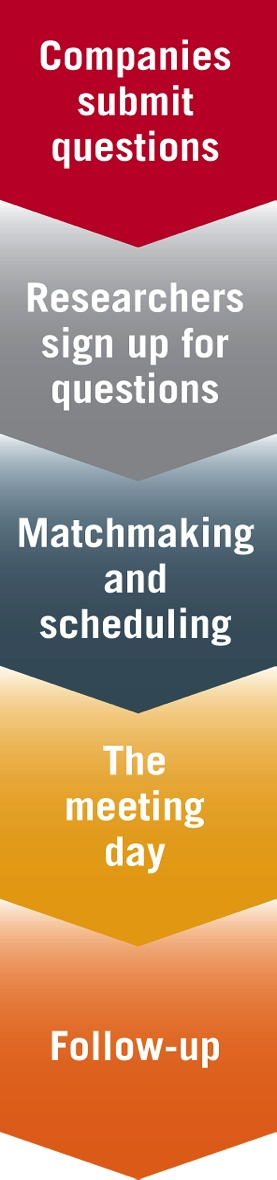 Companies
submit
questions
Researchers
sign up for
questions
Matchmaking
and
scheduling
The
meeting
day
Follow-up